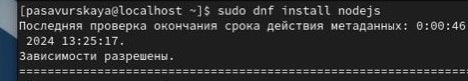 [pasavurskaya@localhost ~]$ sudo dnf install nodejs
Последняя проверка окончания срока действия метаданных: 0:00:46
2024 13:25:17.
Зависимости разрешены.
================================================================